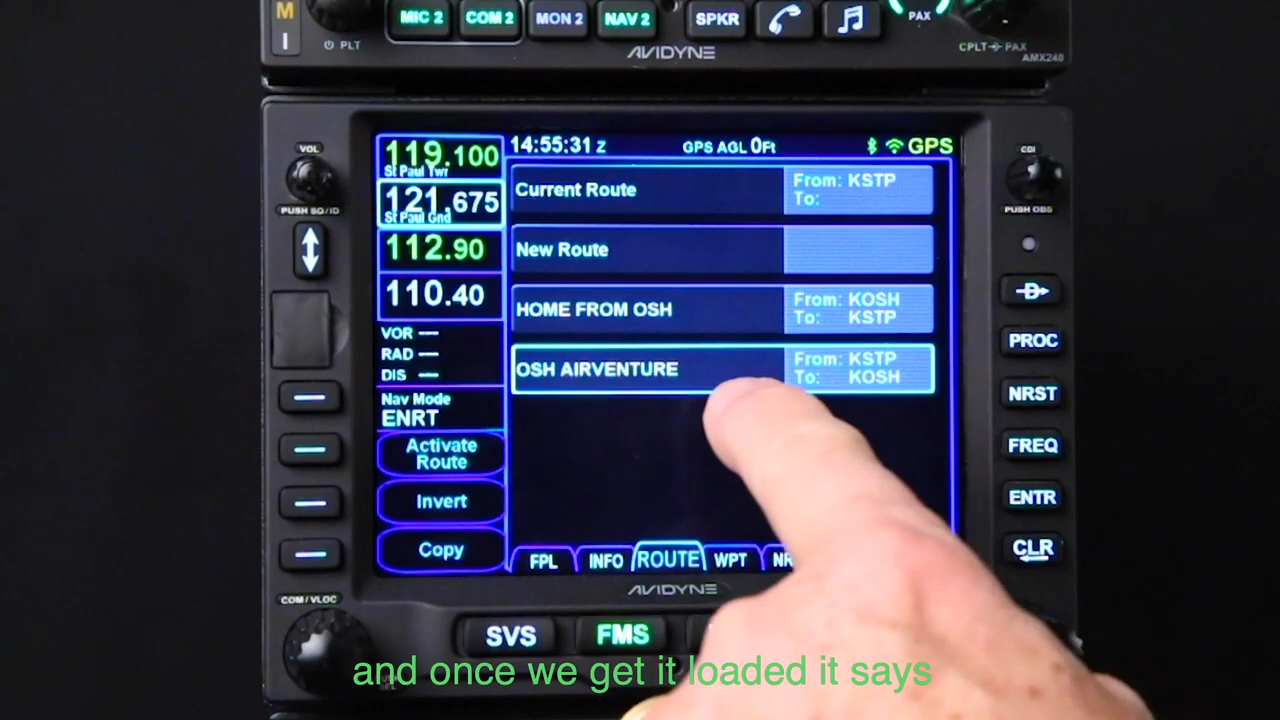 M
I
PLT
MIC 2
COM 2
MON 2
NAV 2
SPKR
PAX
CPLT
PAX
AVIDYNE
AMX240
VOL
PUSH SQ/ID
119.100
St Paul Twr
121.675
St Paul Gnd
112.90
110.40
VOR ---
RAD ---
DIS ---
Nav Mode
ENRT
Activate
Route
Invert
Copy
14:55:31 Z
GPS AGL 0Ft
GPS
Current Route
From: KSTP
To:
New Route
HOME FROM OSH
From: KOSH
To: KSTP
OSH AIRVENTURE
From: KSTP
To: KOSH
FPL
INFO
ROUTE
WPT
CDI
PUSH OBS
D
PROC
NRST
FREQ
ENTR
CLR
AVIDYNE
COM / VLOC
SVS
FMS
and once we get it loaded it says